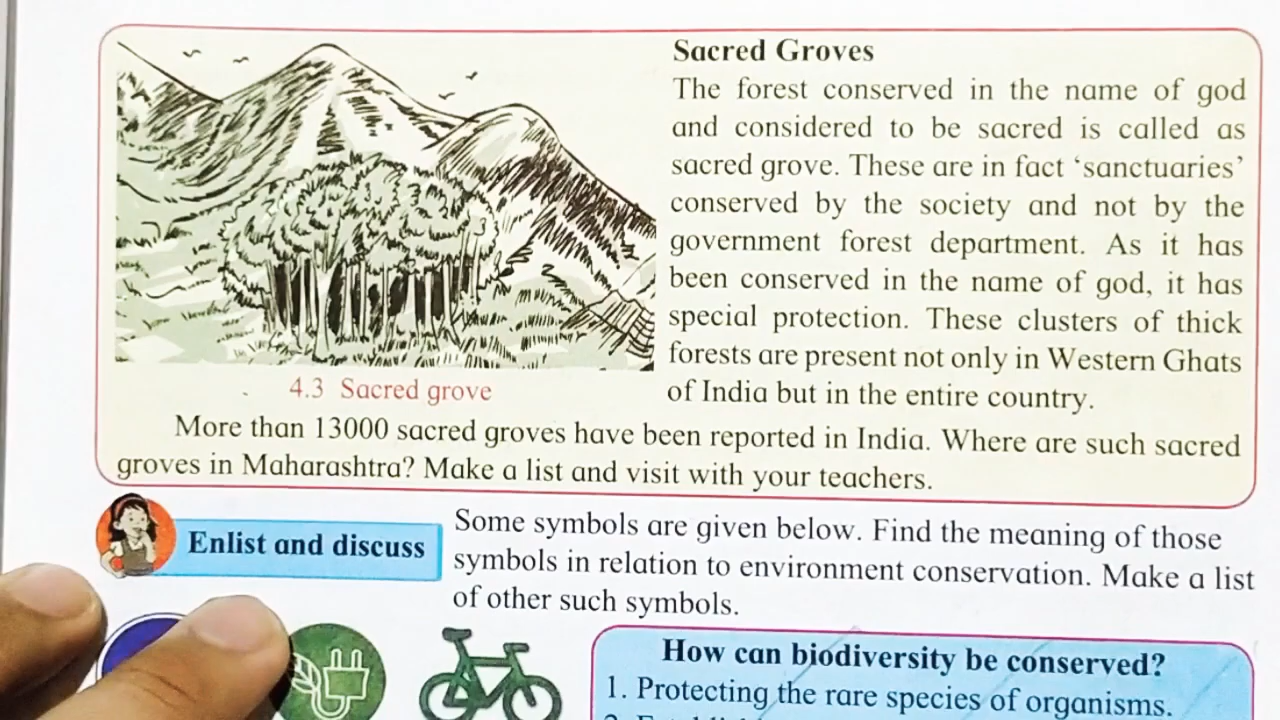 Sacred Groves
The forest conserved in the name of god
and considered to be sacred is called as
sacred grove. These are in fact ‘sanctuaries’
conserved by the society and not by the
government forest department. As it has
been conserved in the name of god, it has
special protection. These clusters of thick
forests are present not only in Western Ghats
of India but in the entire country.
4.3 Sacred grove
More than 13000 sacred groves have been reported in India. Where are such sacred
groves in Maharashtra? Make a list and visit with your teachers.
Enlist and discuss
Some symbols are given below. Find the meaning of those
symbols in relation to environment conservation. Make a list
of other such symbols.
How can biodiversity be conserved?
1. Protecting the rare species of organisms.